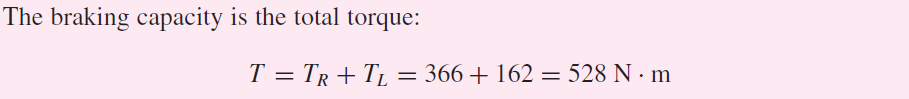 The braking capacity is the total torque:
T = T_R + T_L = 366 + 162 = 528 N · m